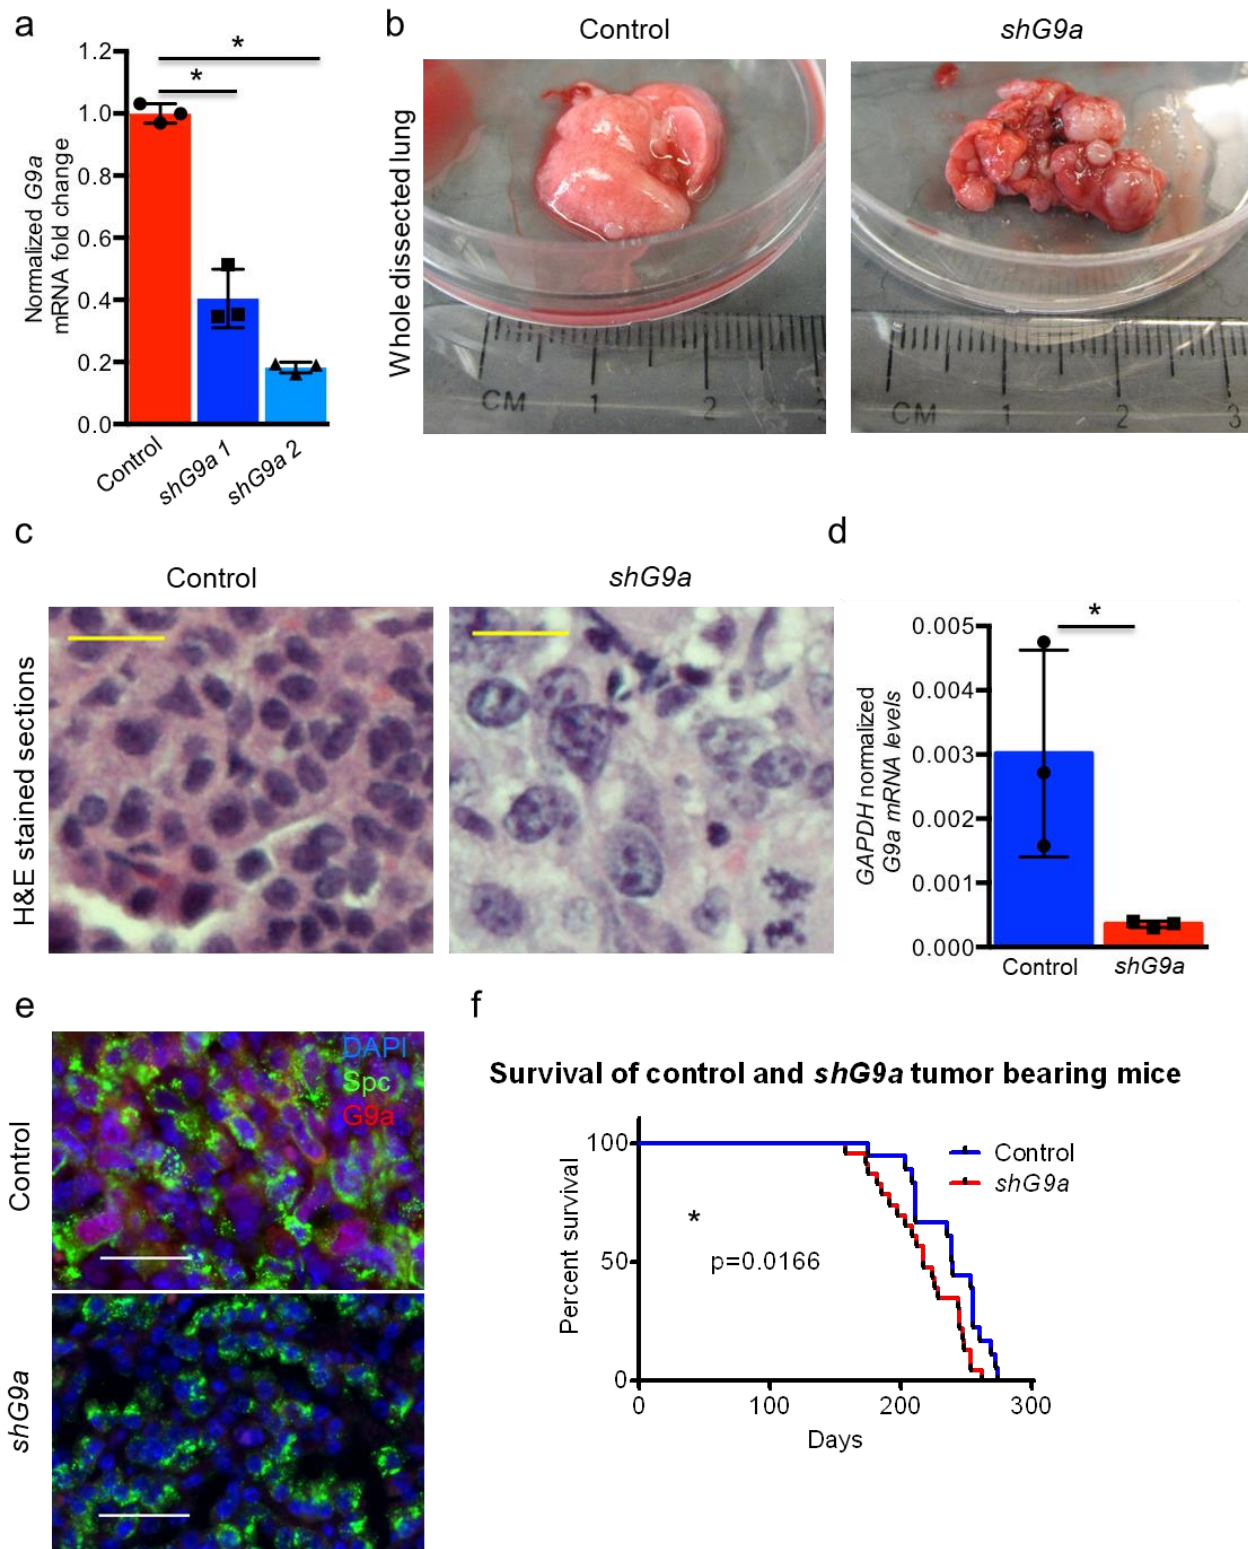 a
1.2
1.0
0.8
0.6
0.4
0.2
0.0
Normalized G9a
mRNA fold change
*
*
Control
shG9a 1
shG9a 2
b
Control
shG9a
Whole dissected lung
CM 1 2
CM 1 2 3
c
Control
shG9a
H&E stained sections
d
*
0.005
0.004
0.003
0.002
0.001
0.000
GAPDH normalized
G9a mRNA levels
Control
shG9a
e
Control
shG9a
DAPI
Spc
G9a
f
Survival of control and shG9a tumor bearing mice
100
50
0
Percent survival
*
p=0.0166
Control
shG9a
0
100
200
300
Days